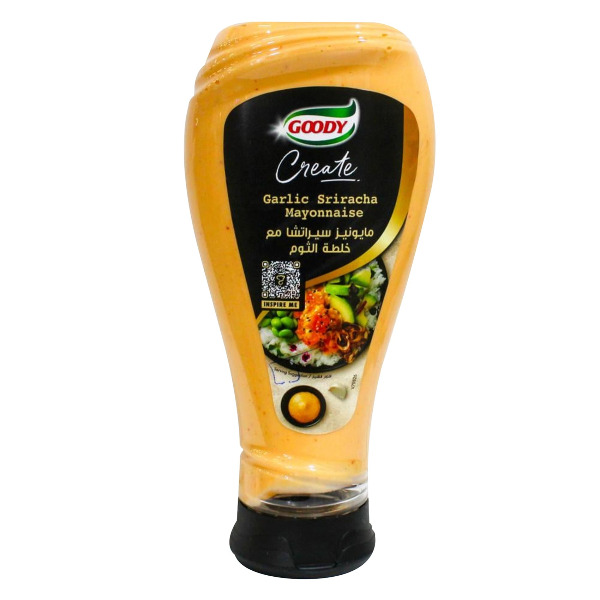 GOODY
Create
Garlic Sriracha
Mayonnaise
مايونيز سيراتشا مع
خلطة الثوم
INSPIRE ME